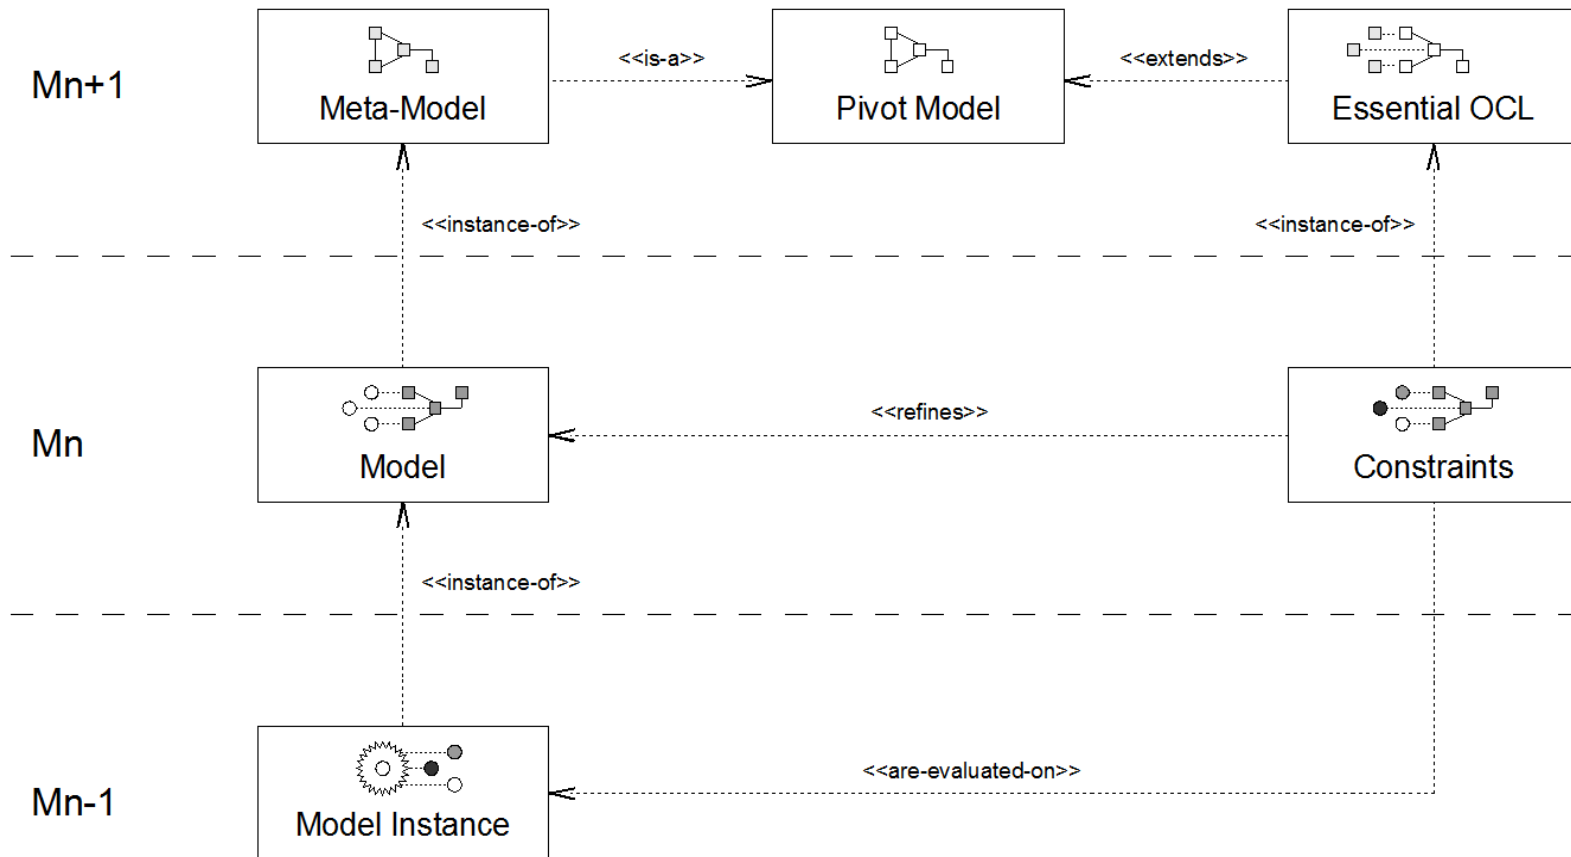 <<is-a>>
<<extends>>
Mn+1
Meta-Model
Pivot Model
Essential OCL
<<instance-of>>
<<instance-of>>
<<refines>>
Mn
Model
Constraints
<<instance-of>>
<<are-evaluated-on>>
Mn-1
Model Instance